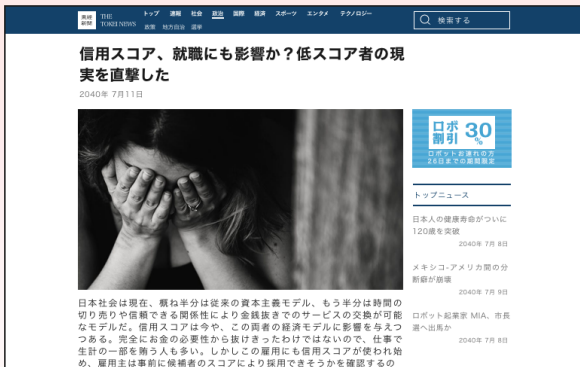 東経
新聞
THE
TOKEI NEWS
トップ 速報 社会 政治 国際 経済 スポーツ エンタメ テクノロジー
政策 地方自治 選挙
検索する
信用スコア、就職にも影響か？低スコア者の現
実を直撃した
2040年 7月11日
ロボ
割引 30%
ロボットお連れの方
26日までの期間限定
トップニュース
日本人の健康寿命がついに
120歳を突破
2040年 7月 8日
メキシコ-アメリカ間の分
断癖が崩壊
2040年 7月 9日
ロボット起業家 MIA、市長
選へ出馬か
2040年 7月 8日
日本社会は現在、概ね半分は従来の資本主義モデル、もう半分は時間の
切り売りや信頼できる関係性により金銭抜きでのサービスの交換が可能
なモデルだ。信用スコアは今や、この両者の経済モデルに影響を与えつ
つある。完全にお金の必要性から抜けきったわけではないので、仕事で
生計の一部を賄う人も多い。しかしこの雇用にも信用スコアが使われ始
め、雇用主は事前に候補者のスコアにより採用できそうかを確認するの